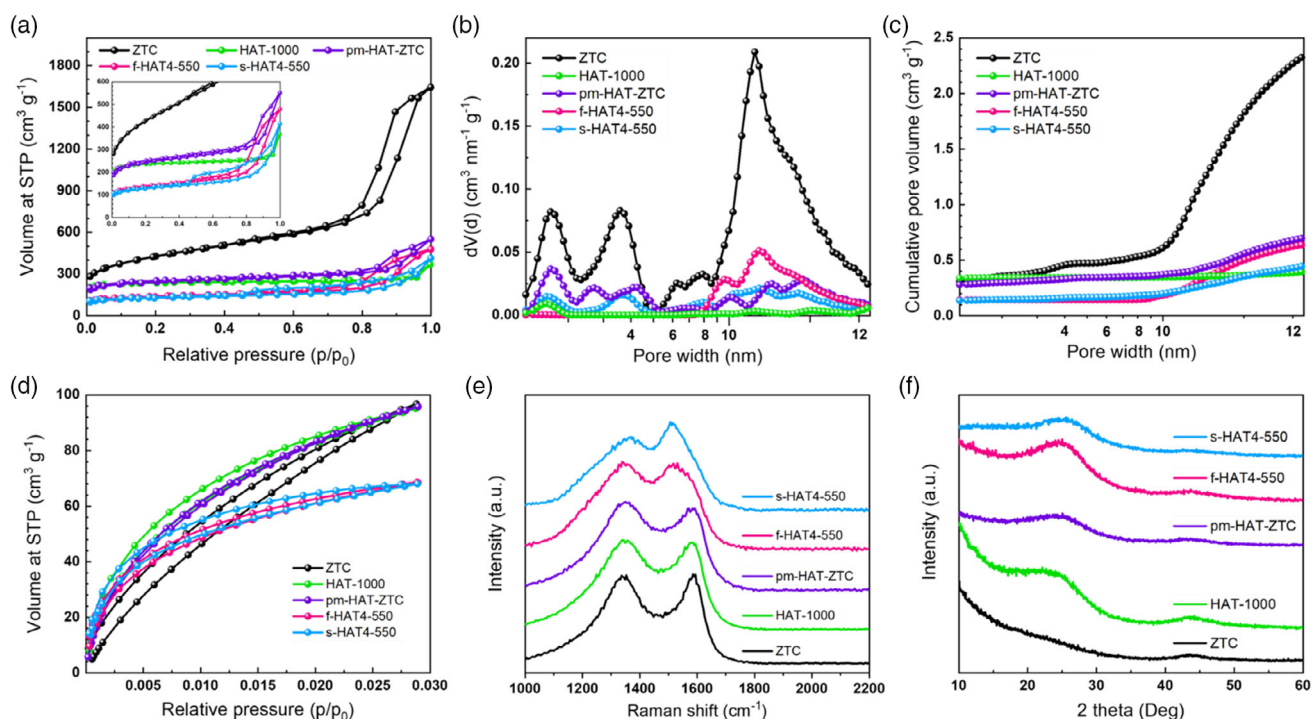 (a)
ZTC HAT-1000 pm-HAT-ZTC
f-HAT4-550 s-HAT4-550
Volume at STP (cm³ g⁻¹)
1800
1500
1200
900
600
300
0
0.0 0.2 0.4 0.6 0.8 1.0
600
500
400
300
200
100
0
0.0 0.2 0.4 0.6 0.8 1.0
Relative pressure (p/p₀)
(b)
ZTC
HAT-1000
pm-HAT-ZTC
f-HAT4-550
s-HAT4-550
dV(d) (cm³ nm⁻¹ g⁻¹)
0.20
0.15
0.10
0.05
0.00
4 6 8 10 12
Pore width (nm)
(c)
ZTC
HAT-1000
pm-HAT-ZTC
f-HAT4-550
s-HAT4-550
Cumulative pore volume (cm³ g⁻¹)
2.5
2.0
1.5
1.0
0.5
0.0
4 6 8 10 12
Pore width (nm)
(d)
ZTC
HAT-1000
pm-HAT-ZTC
f-HAT4-550
s-HAT4-550
Volume at STP (cm³ g⁻¹)
100
80
60
40
20
0
0.005 0.010 0.015 0.020 0.025 0.030
Relative pressure (p/p₀)
(e)
s-HAT4-550
f-HAT4-550
pm-HAT-ZTC
HAT-1000
ZTC
Intensity (a.u.)
1000 1200 1400 1600 1800 2000 2200
Raman shift (cm⁻¹)
(f)
s-HAT4-550
f-HAT4-550
pm-HAT-ZTC
HAT-1000
ZTC
Intensity (a.u.)
10 20 30 40 50 60
2 theta (Deg)